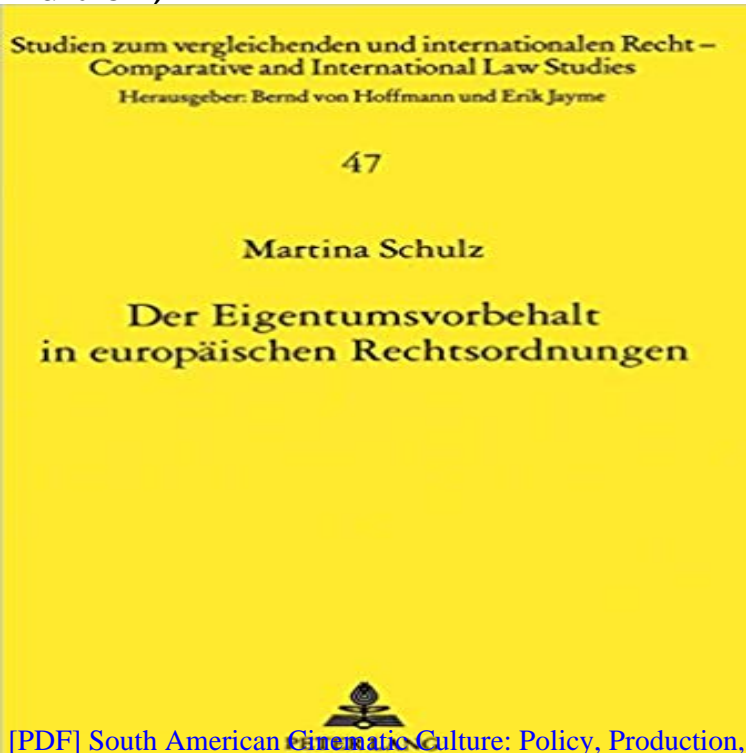 Studien zum vergleichenden und internationalen Recht –
Comparative and International Law Studies
Herausgeber: Bernd von Hoffmann und Erik Jayme
47
Martina Schulz
Der Eigentumsvorbehalt
in europäischen Rechtsordnungen
[PDF] South American Cinematic Culture: Policy, Production,